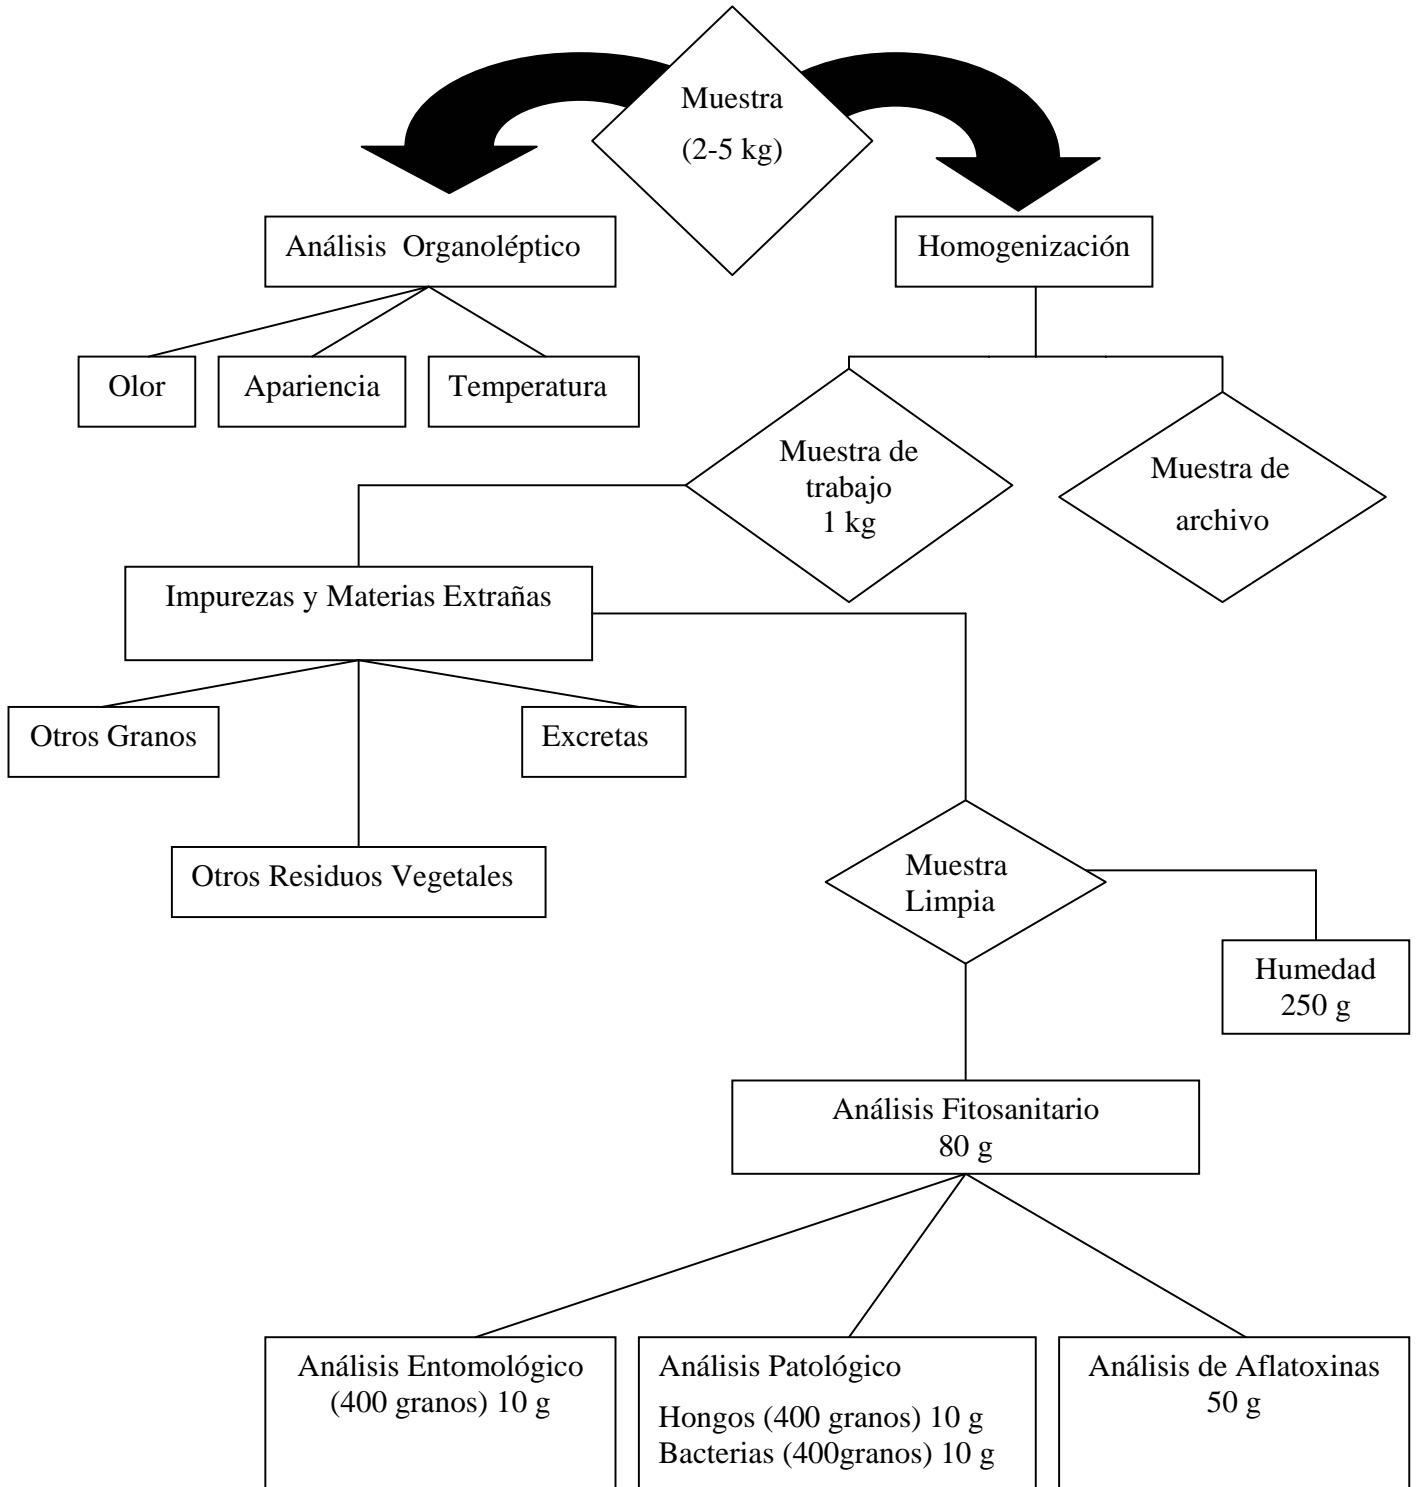 Muestra
(2-5 kg)
Análisis Organoléptico
Homogenización
Olor
Apariencia
Temperatura
Muestra de
trabajo
1 kg
Muestra de
archivo
Impurezas y Materias Extrañas
Otros Granos
Excretas
Otros Residuos Vegetales
Muestra
Limpia
Humedad
250 g
Análisis Fitosanitario
80 g
Análisis Entomológico
(400 granos) 10 g
Análisis Patológico
Hongos (400 granos) 10 g
Bacterias (400granos) 10 g
Análisis de Aflatoxinas
50 g